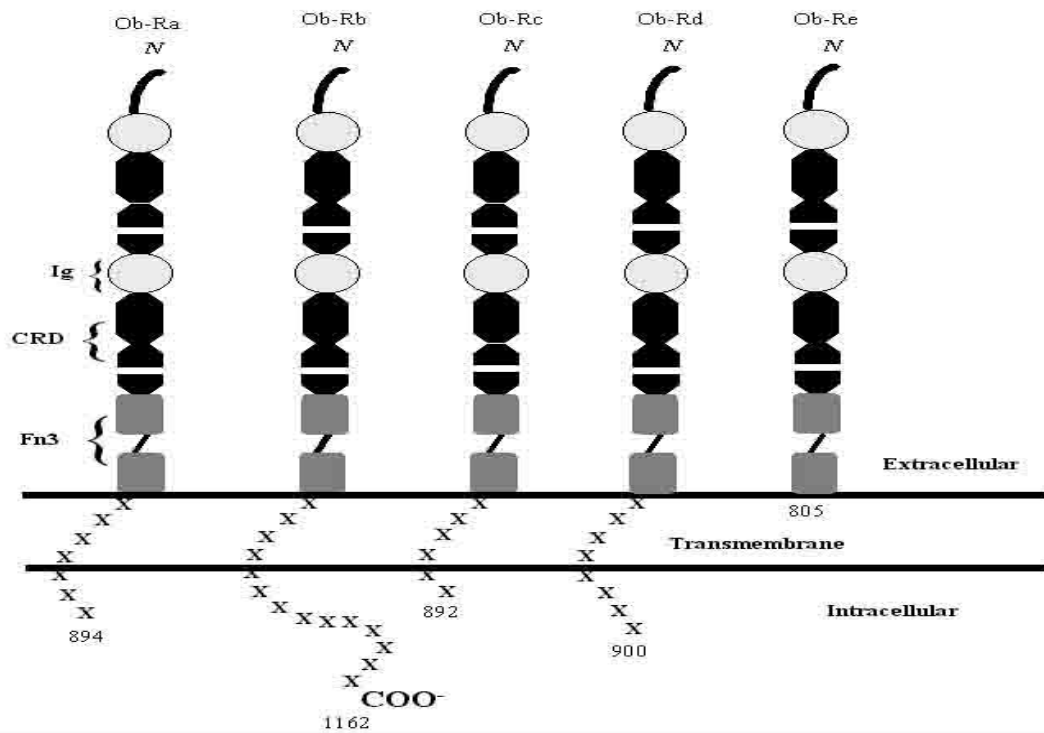 Ob-Ra Ob-Rb Ob-Rc Ob-Rd Ob-Re
N N N N N
Ig
CRD
Fn3
Extracellular
805
Transmembrane
Intracellular
894 892 900
COO-
1162
X X X X
X X X X
X X X X
X X X X
X X X X
X X X X
X X X
X X
X X X X X
X
X
X